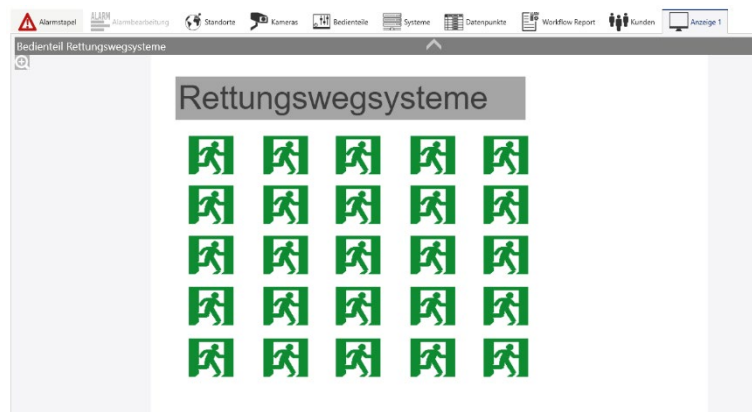 Alarmstapel ALARM Alarmbearbeitung Standorte Kameras Bedienteile Systeme Datenpunkte Workflow Report Kunden Anzeige 1
Bedienteil Rettungswegsysteme
Rettungswegsysteme